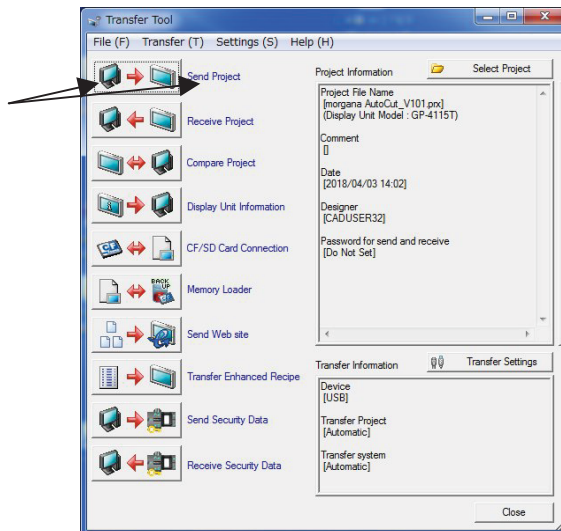 Transfer Tool
File (F) Transfer (T) Settings (S) Help (H)
Send Project
Receive Project
Compare Project
Display Unit Information
CF/SD Card Connection
Memory Loader
Send Web site
Transfer Enhanced Recipe
Send Security Data
Receive Security Data
Project Information
Select Project
Project File Name
[morgana AutoCut_V101.prx]
(Display Unit Model : GP-4115T)
Comment
[]
Date
[2018/04/03 14:02]
Designer
[CADUSER32]
Password for send and receive
[Do Not Set]
Transfer Information
Transfer Settings
Device
[USB]
Transfer Project
[Automatic]
Transfer system
[Automatic]
Close